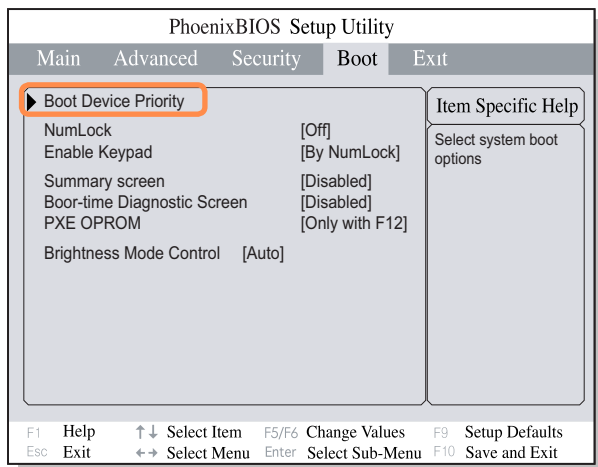 PhoenixBIOS Setup Utility
Main Advanced Security Boot Exit
Boot Device Priority
NumLock [Off]
Enable Keypad [By NumLock]
Summary screen [Disabled]
Boor-time Diagnostic Screen [Disabled]
PXE OPROM [Only with F12]
Brightness Mode Control [Auto]
Item Specific Help
Select system boot
options
F1 Help ↑↓ Select Item F5/F6 Change Values F9 Setup Defaults
Esc Exit ←→ Select Menu Enter Select Sub-Menu F10 Save and Exit